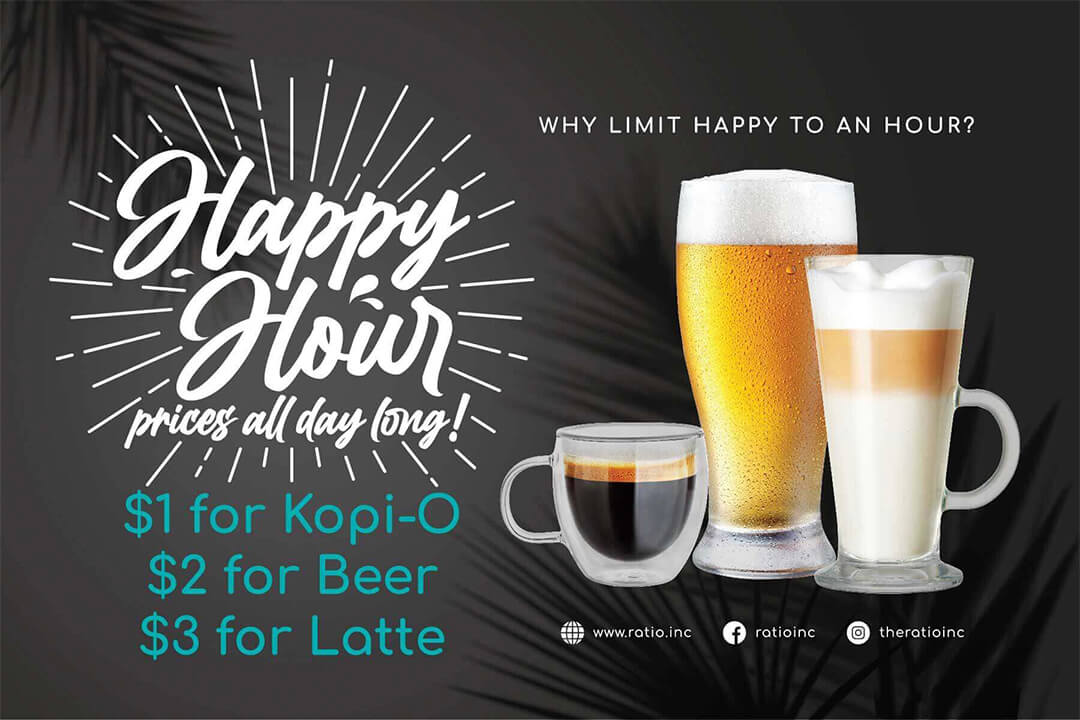 Happy
Hour
prices all day long!
$1 for Kopi-O
$2 for Beer
$3 for Latte
WHY LIMIT HAPPY TO AN HOUR?
www.ratio.inc ratioinc theratioinc